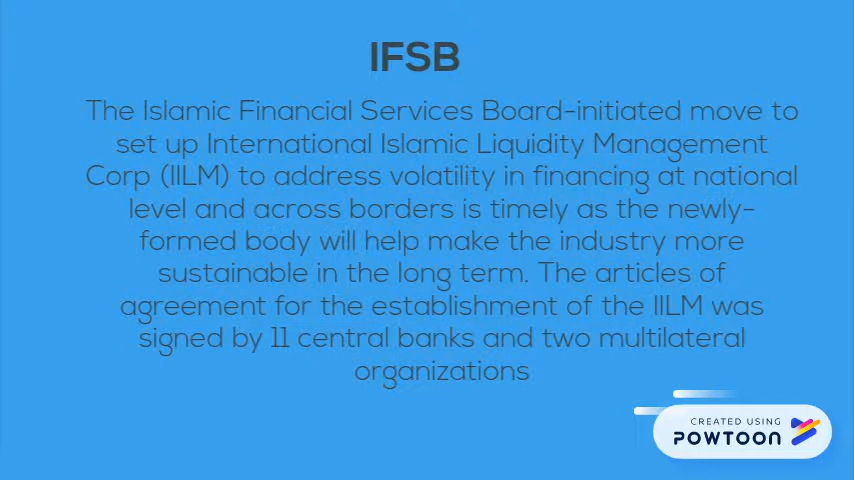 IFSB
The Islamic Financial Services Board-initiated move to
set up International Islamic Liquidity Management
Corp (IILM) to address volatility in financing at national
level and across borders is timely as the newly-
formed body will help make the industry more
sustainable in the long term. The articles of
agreement for the establishment of the IILM was
signed by 11 central banks and two multilateral
organizations
CREATED USING
POWTOON